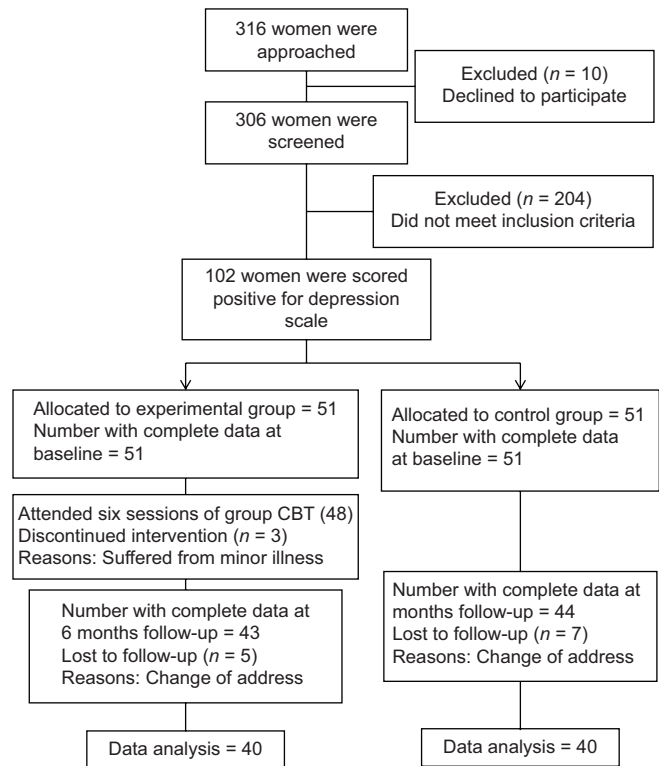 316 women were
approached
Excluded (n = 10)
Declined to participate
306 women were
screened
Excluded (n = 204)
Did not meet inclusion criteria
102 women were scored
positive for depression
scale
Allocated to experimental group = 51
Number with complete data at
baseline = 51
Allocated to control group = 51
Number with complete data
at baseline = 51
Attended six sessions of group CBT (48)
Discontinued intervention (n = 3)
Reasons: Suffered from minor illness
Number with complete data at
6 months follow-up = 43
Lost to follow-up (n = 5)
Reasons: Change of address
Number with complete data at
months follow-up = 44
Lost to follow-up (n = 7)
Reasons: Change of address
Data analysis = 40
Data analysis = 40